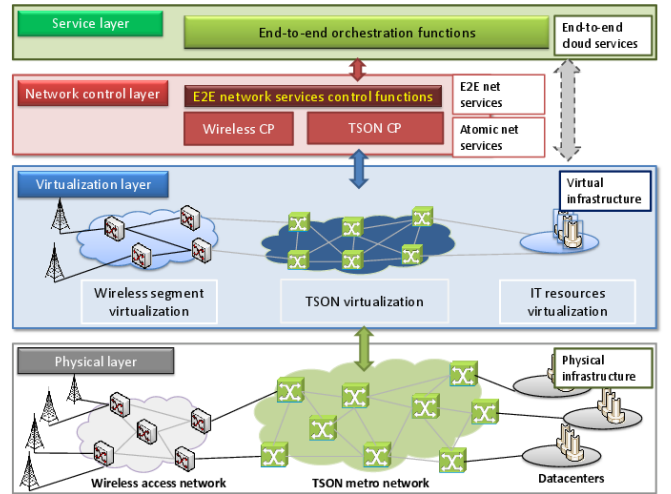 Service layer
End-to-end orchestration functions
End-to-end
cloud services
Network control layer
E2E network services control functions
E2E net
services
Wireless CP
TSON CP
Atomic net
services
Virtualization layer
Virtual
infrastructure
Wireless segment
virtualization
TSON virtualization
IT resources
virtualization
Physical layer
Physical
infrastructure
Wireless access network
TSON metro network
Datacenters